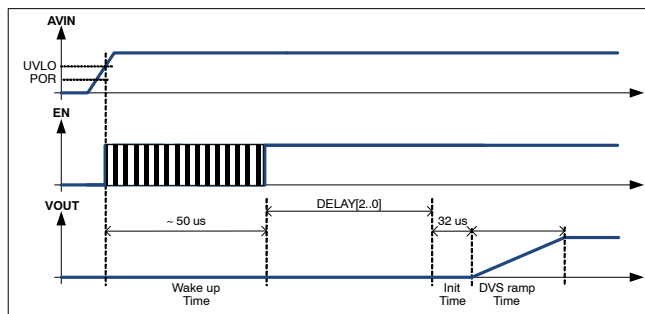 AVIN
UVLO
POR
EN
DELAY[2..0]
VOUT
~ 50 us
32 us
Wake up
Time
Init
Time
DVS ramp
Time